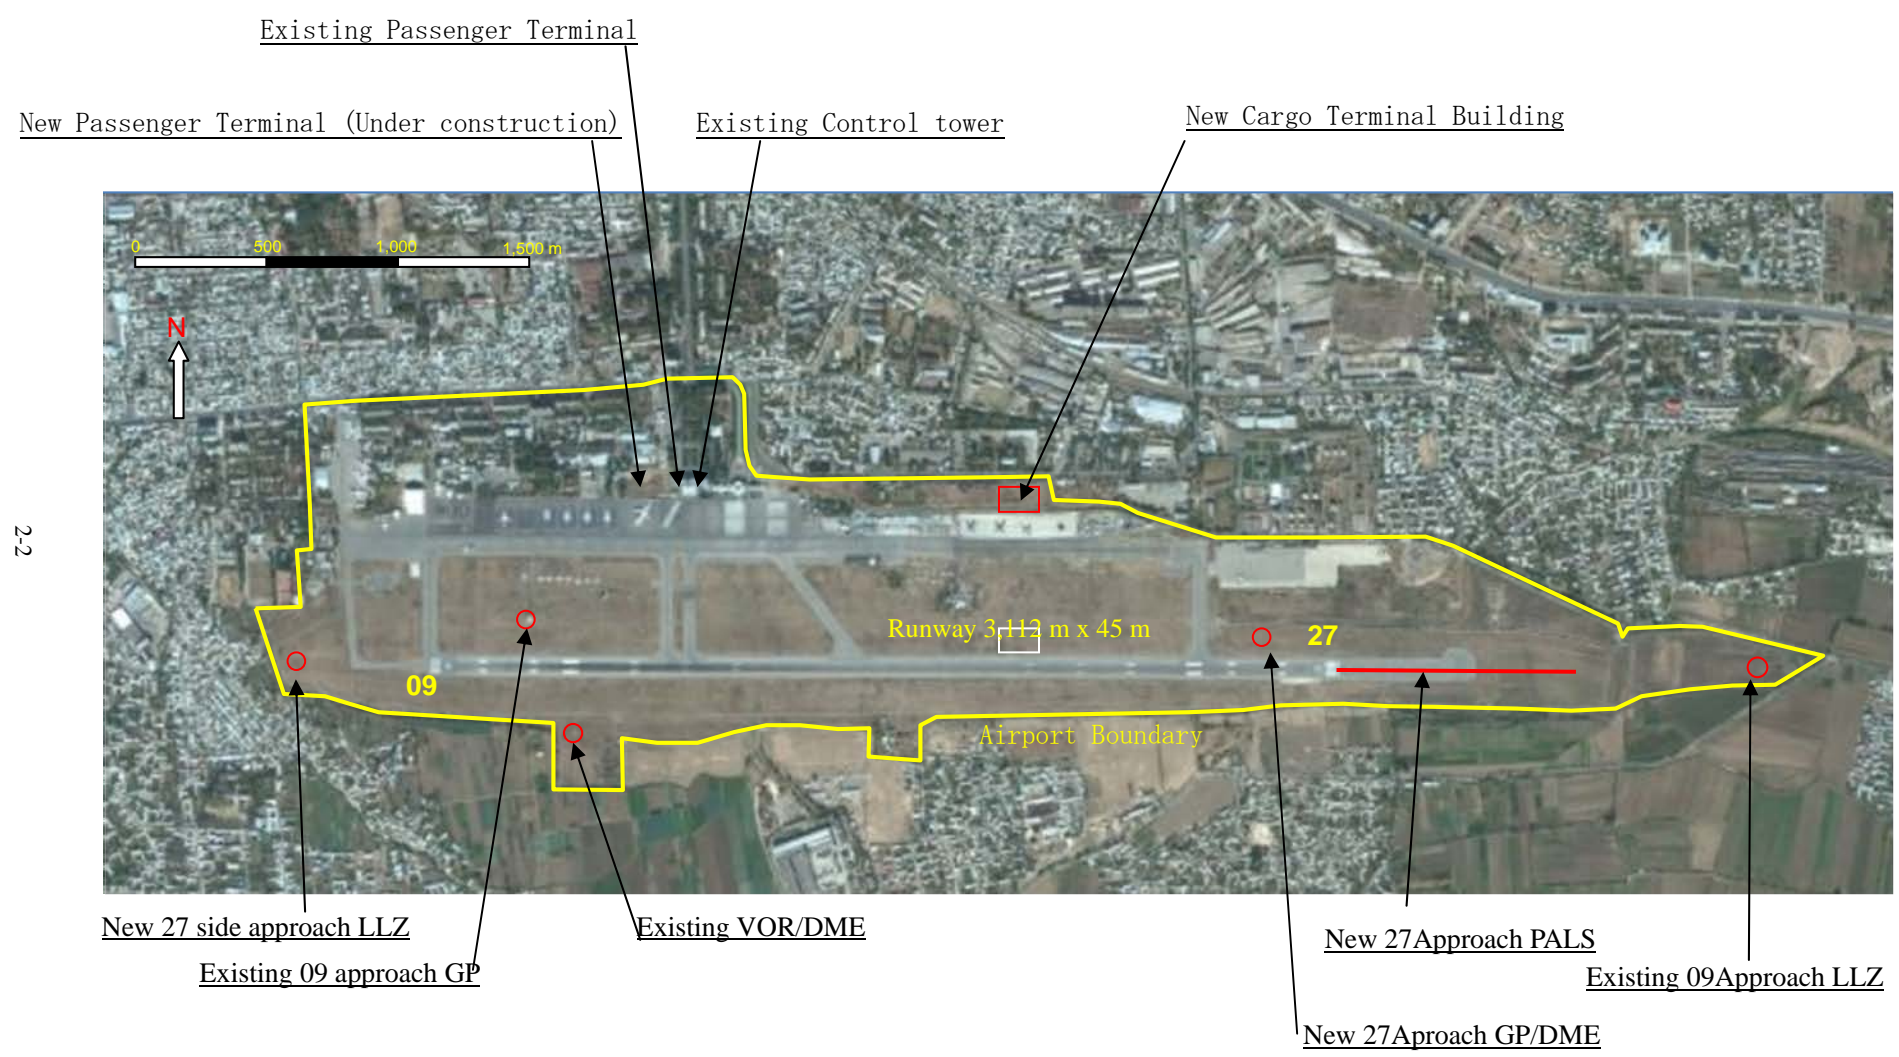 Existing Passenger Terminal
New Passenger Terminal (Under construction)
Existing Control tower
New Cargo Terminal Building
0 500 1,000 1,500 m
N
2-2
Runway 3,112 m x 45 m
27
09
Airport Boundary
New 27 side approach LLZ
Existing VOR/DME
New 27Approach PALS
Existing 09 approach GP
Existing 09Approach LLZ
New 27Aproach GP/DME